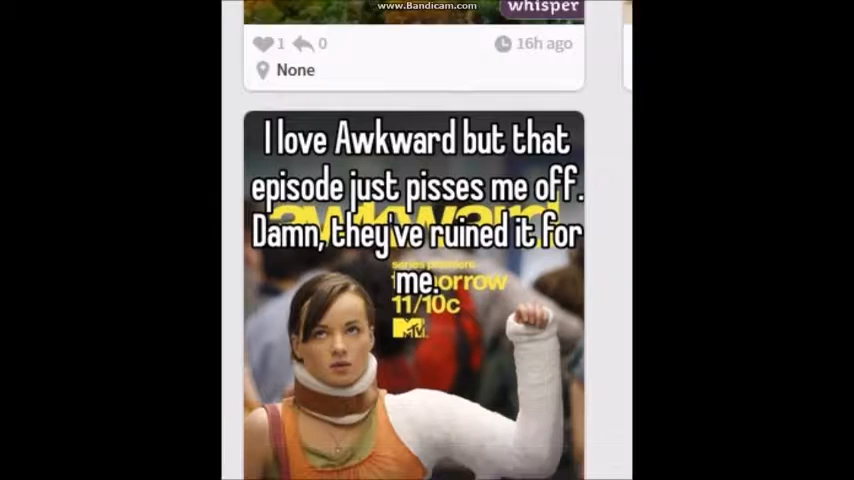 www.Bandicam.com
whisper
1 0 16h ago
None
I love Awkward but that
episode just pisses me off.
awkward
Damn, they've ruined it for
series premiere
me.
tomorrow
11/10c
MTV